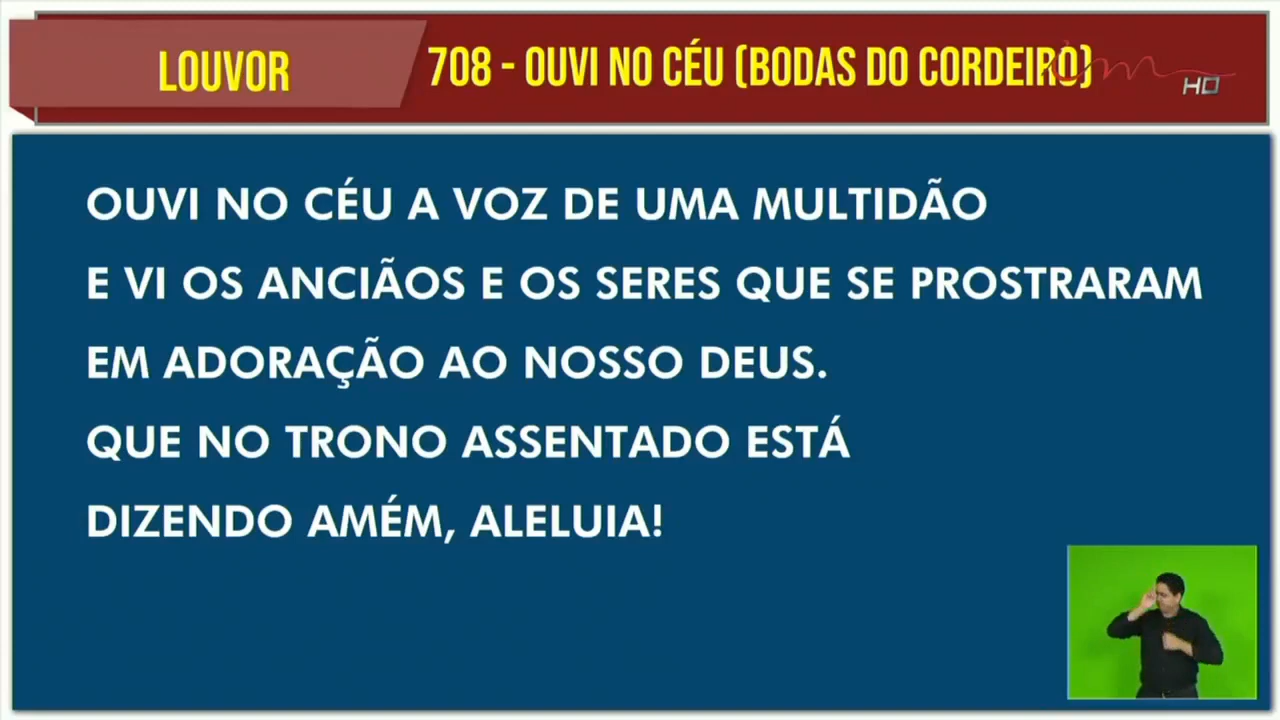 LOUVOR
708 - OUVI NO CÉU (BODAS DO CORDEIRO)
HD
OUVI NO CÉU A VOZ DE UMA MULTIDÃO
E VI OS ANCIÃOS E OS SERES QUE SE PROSTRARAM
EM ADORAÇÃO AO NOSSO DEUS.
QUE NO TRONO ASSENTADO ESTÁ
DIZENDO AMÉM, ALELUIA!